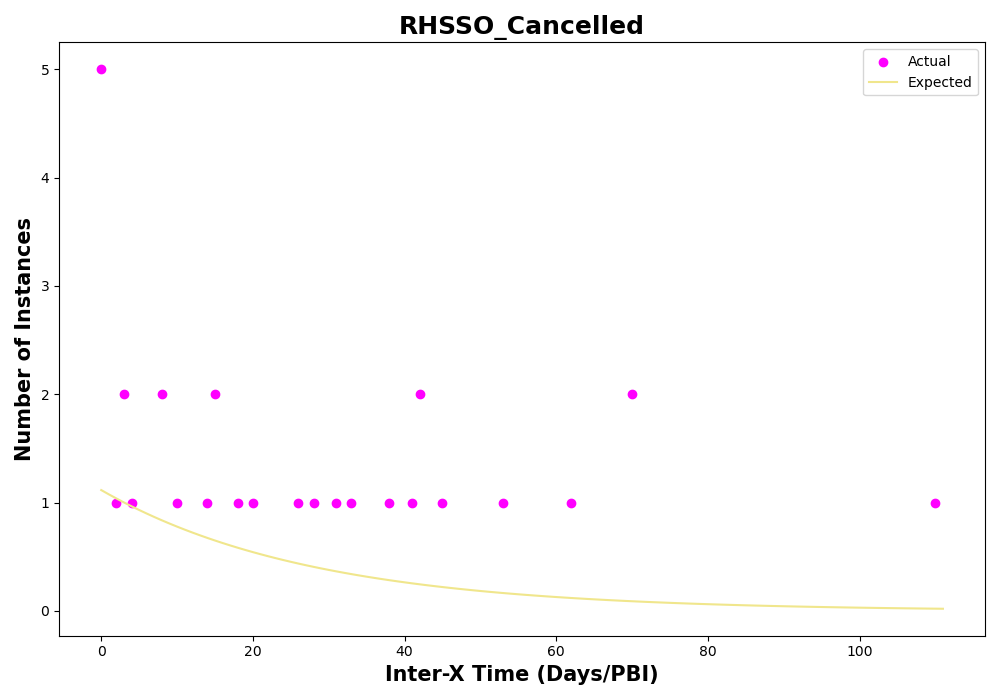 RHSSO_Cancelled
Actual
Expected
5
4
3
2
1
0
Number of Instances
0 20 40 60 80 100
Inter-X Time (Days/PBI)